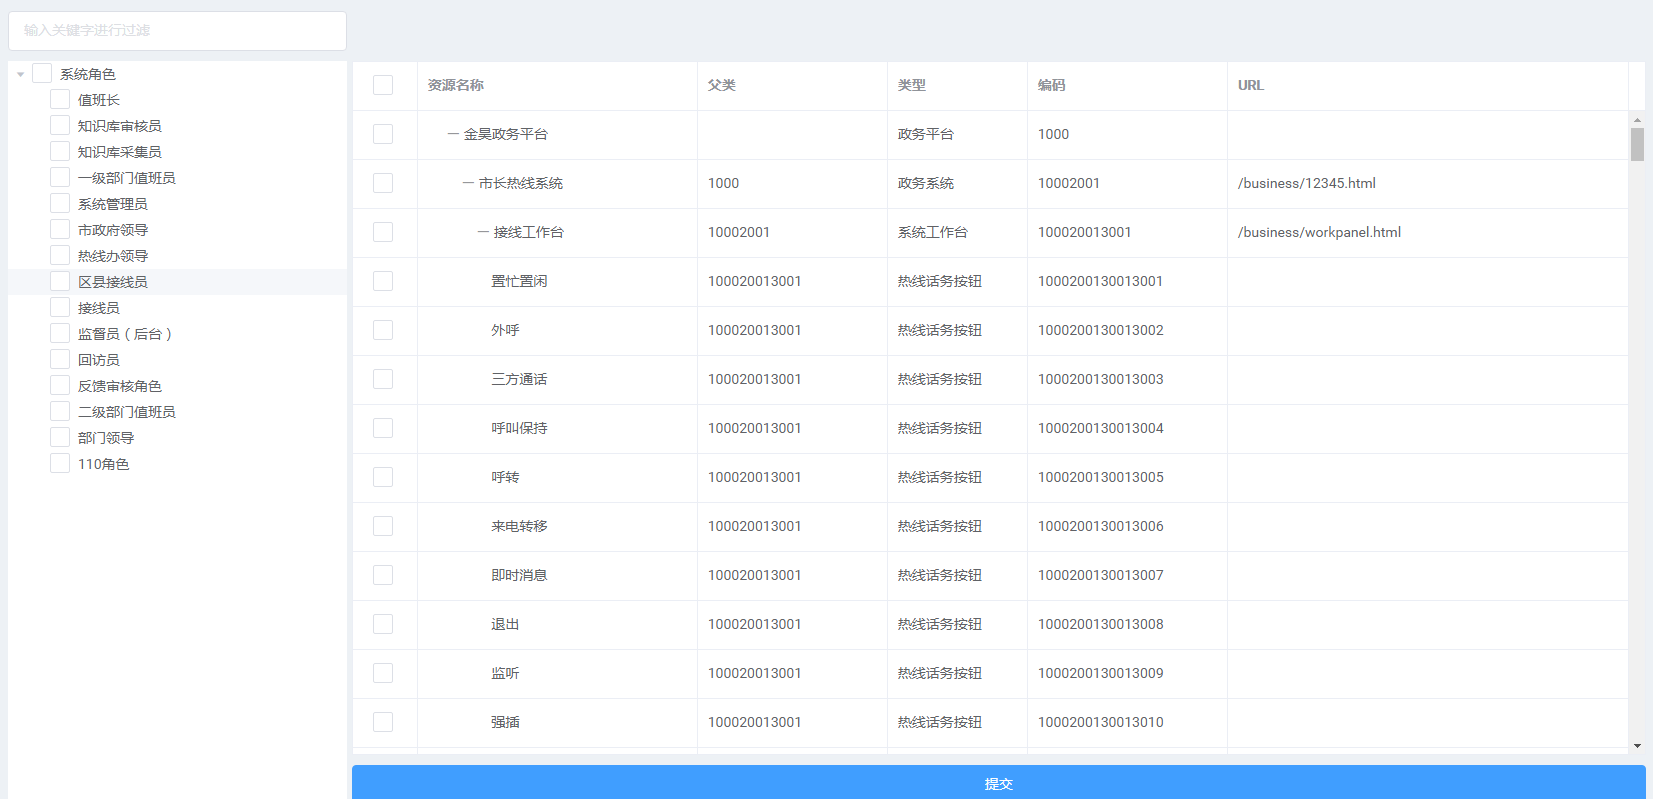 输入关键字进行过滤
系统角色
值班长
知识库审核员
知识库采集员
一级部门值班员
系统管理员
市政府领导
热线办领导
区县接线员
接线员
监督员（后台）
回访员
反馈审核角色
二级部门值班员
部门领导
110角色
资源名称 父类 类型 编码 URL
金昊政务平台 政务平台 1000
市长热线系统 1000 政务系统 10002001 /business/12345.html
接线工作台 10002001 系统工作台 100020013001 /business/workpanel.html
置忙置闲 100020013001 热线话务按钮 1000200130013001
外呼 100020013001 热线话务按钮 1000200130013002
三方通话 100020013001 热线话务按钮 1000200130013003
呼叫保持 100020013001 热线话务按钮 1000200130013004
呼转 100020013001 热线话务按钮 1000200130013005
来电转移 100020013001 热线话务按钮 1000200130013006
即时消息 100020013001 热线话务按钮 1000200130013007
退出 100020013001 热线话务按钮 1000200130013008
监听 100020013001 热线话务按钮 1000200130013009
强插 100020013001 热线话务按钮 1000200130013010
提交